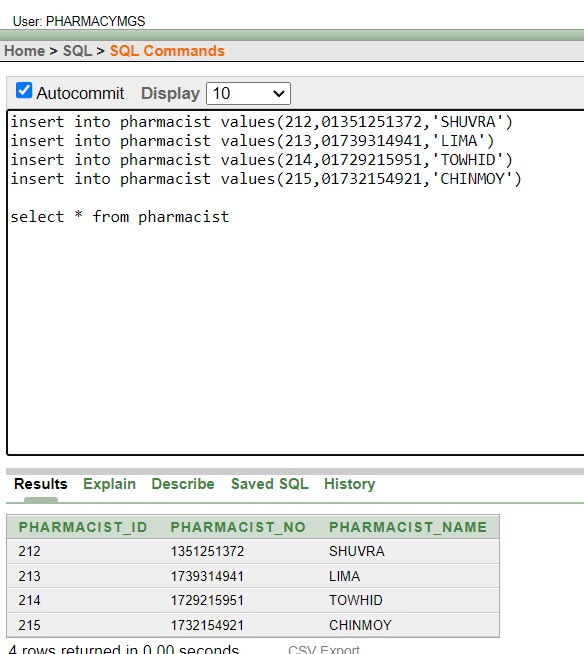 User: PHARMACYMGS
Home > SQL > SQL Commands
Autocommit Display 10
insert into pharmacist values(212,01351251372,'SHUVRA')
insert into pharmacist values(213,01739314941,'LIMA')
insert into pharmacist values(214,01729215951,'TOWHID')
insert into pharmacist values(215,01732154921,'CHINMOY')
select * from pharmacist
Results Explain Describe Saved SQL History
PHARMACIST_ID PHARMACIST_NO PHARMACIST_NAME
212 1351251372 SHUVRA
213 1739314941 LIMA
214 1729215951 TOWHID
215 1732154921 CHINMOY
4 rows returned in 0.00 seconds CSV Export